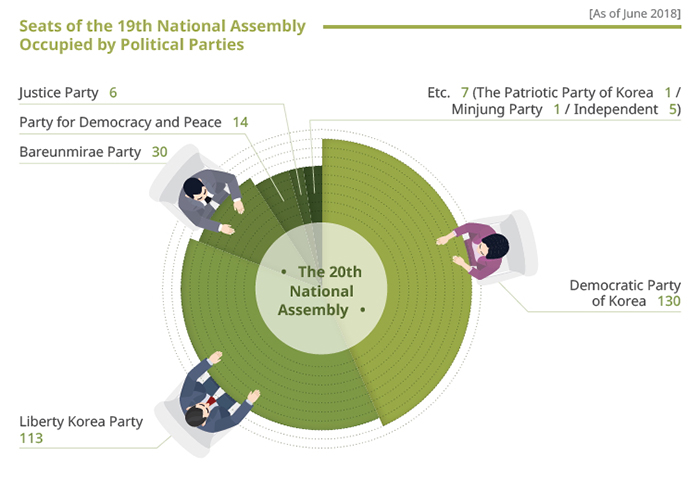 [As of June 2018]
Seats of the 19th National Assembly
Occupied by Political Parties
Justice Party 6
Party for Democracy and Peace 14
Bareunmirae Party 30
Etc. 7 (The Patriotic Party of Korea 1 /
Minjung Party 1 / Independent 5)
• The 20th
National
Assembly •
Democratic Party
of Korea 130
Liberty Korea Party
113